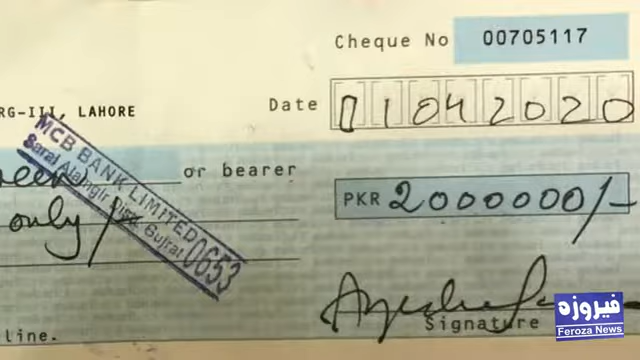 Cheque No 00705117
RG-III, LAHORE
Date 01042020
MCB BANK LIMITED
Sarai Alamgir Distt. Gujrat
0653
or bearer
PKR 20000000/-
only/-
Signature
line.
فیروزہ
Feroza News